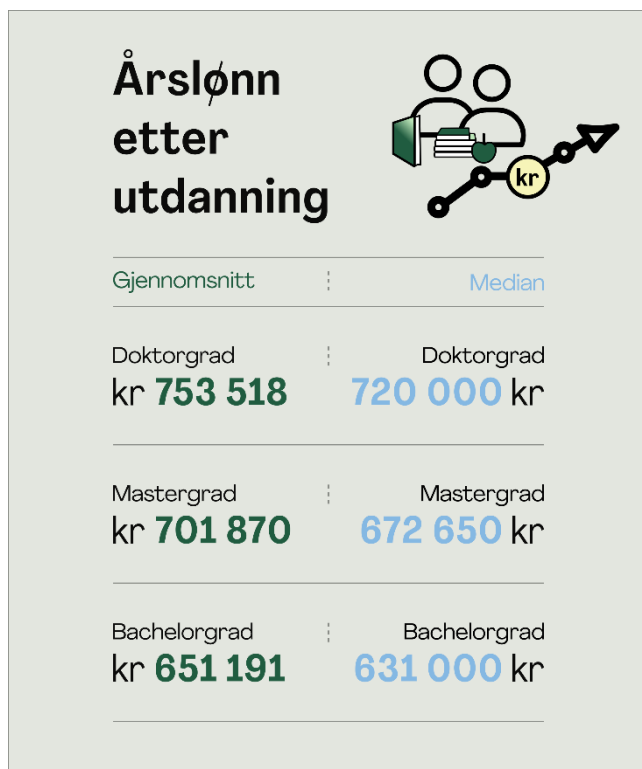 Årslønn
etter
utdanning
kr
Gjennomsnitt Median
Doktorgrad Doktorgrad
kr 753 518 720 000 kr
Mastergrad Mastergrad
kr 701 870 672 650 kr
Bachelorgrad Bachelorgrad
kr 651 191 631 000 kr